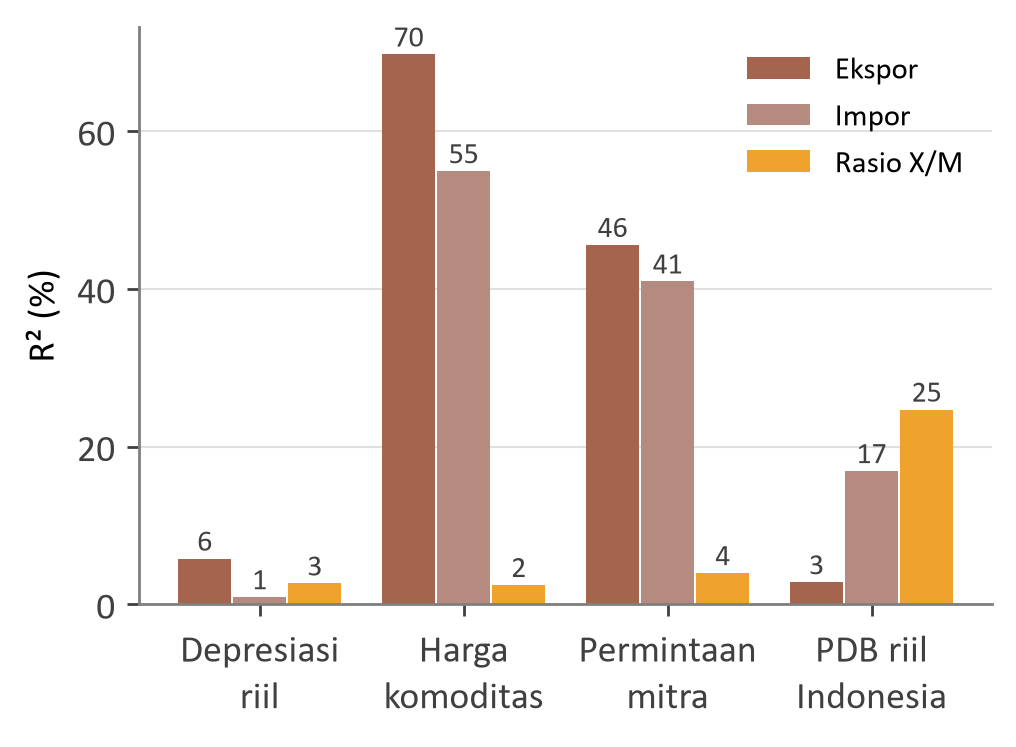 R² (%)
60
40
20
0
Ekspor
Impor
Rasio X/M
6
1
3
70
55
2
46
41
4
3
17
25
Depresiasi
riil
Harga
komoditas
Permintaan
mitra
PDB riil
Indonesia